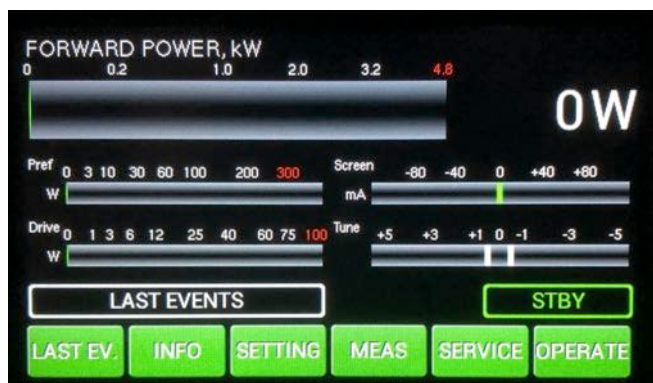 FORWARD POWER, kW
0 0.2 1.0 2.0 3.2 4.8
0W
Pref 0 3 10 30 60 100 200 300
W
Screen -80 -40 0 +40 +80
mA
Drive 0 1 3 6 12 25 40 60 75 100
W
Tune +5 +3 +1 0 -1 -3 -5
LAST EVENTS
STBY
LAST EV. INFO SETTING MEAS SERVICE OPERATE